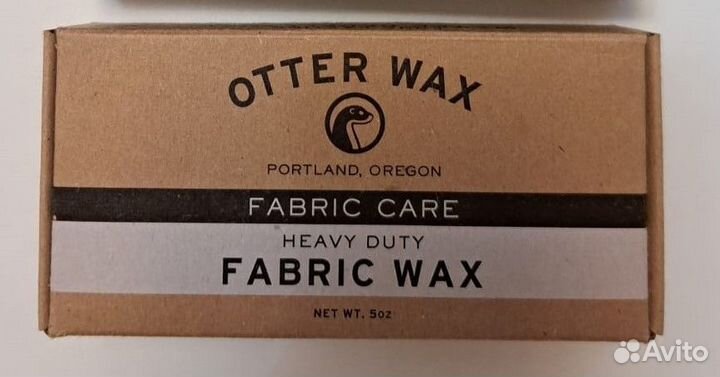 OTTER WAX
PORTLAND, OREGON
FABRIC CARE
HEAVY DUTY
FABRIC WAX
NET WT. 5oz
Avito